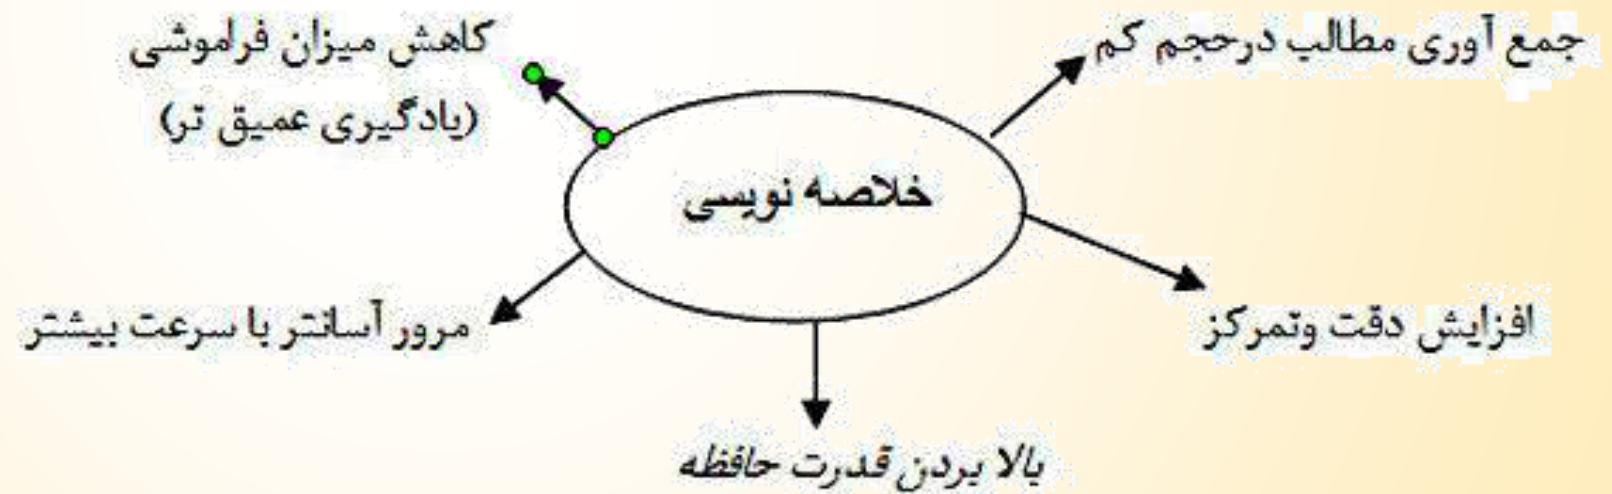 جمع آوری مطالب درحجم کم
کاهش میزان فراموشی
(یادگیری عمیق تر)
خلاصه نویسی
افزایش دقت وتمرکز
مرور آسانتر با سرعت بیشتر
بالا بردن قدرت حافظه